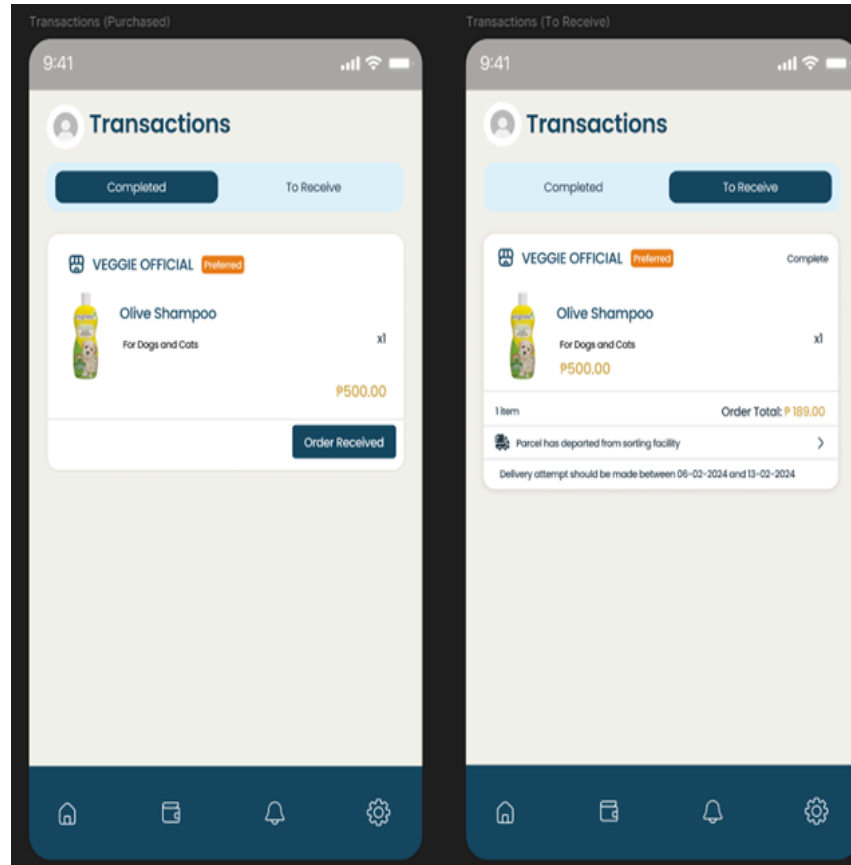 Transactions (Purchased)
9:41
Transactions
Completed
To Receive
VEGGIE OFFICIAL Preferred
Olive Shampoo
For Dogs and Cats
x1
₱500.00
Order Received
Transactions (To Receive)
9:41
Transactions
Completed
To Receive
VEGGIE OFFICIAL Preferred
Complete
Olive Shampoo
For Dogs and Cats
x1
₱500.00
1 item
Order Total: ₱ 189.00
Parcel has departed from sorting facility
Delivery attempt should be made between 06-02-2024 and 13-02-2024